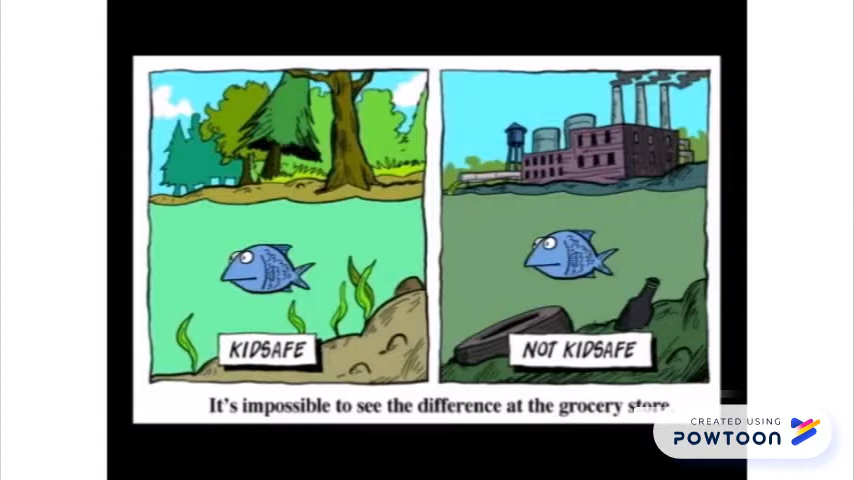 KIDSAFE
NOT KIDSAFE
It's impossible to see the difference at the grocery store.
CREATED USING
POWTOON